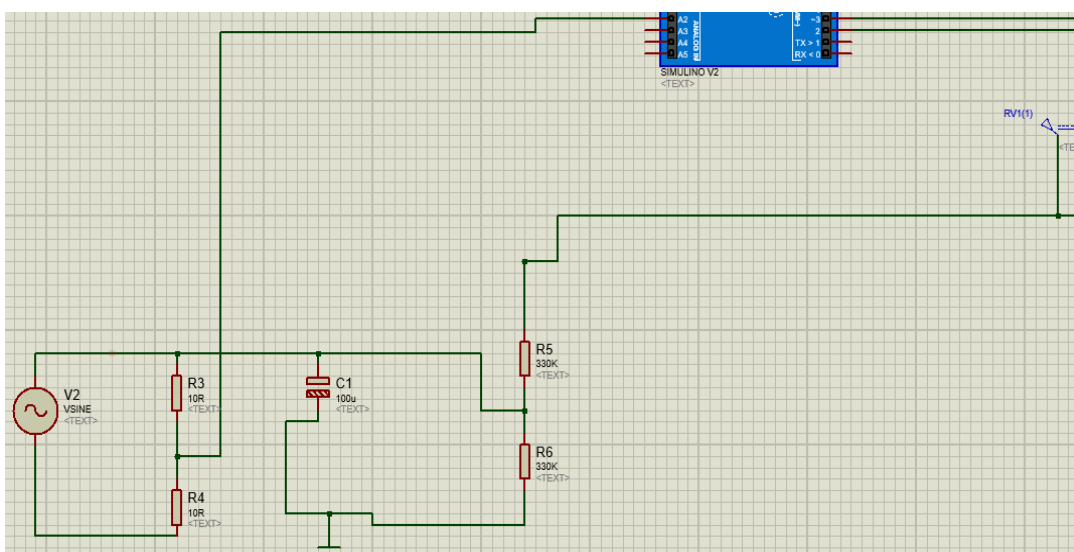 A2
A3
A4
A5
ANALOG IN
~3
2
TX > 1
RX < 0
SIMULINO V2
<TEXT>
RV1(1)
<TE
R5
330K
<TEXT>
V2
VSINE
<TEXT>
R3
10R
<TEXT>
C1
100u
<TEXT>
R6
330K
<TEXT>
R4
10R
<TEXT>